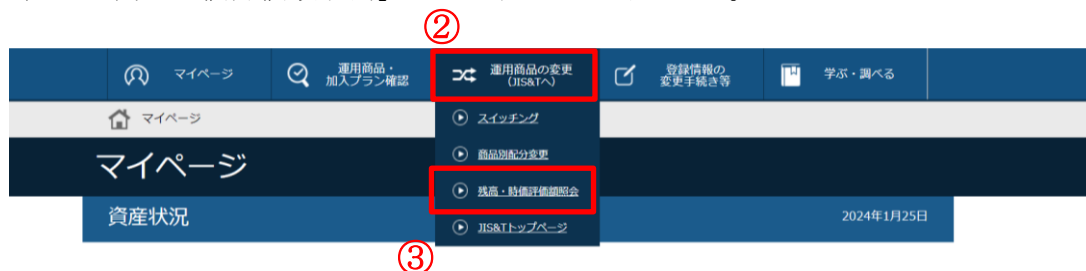 ②
マイページ
運用商品・
加入プラン確認
運用商品の変更
(JIS&Tへ)
登録情報の
変更手続き等
学ぶ・調べる
マイページ
スイッチング
商品別配分変更
マイページ
残高・時価評価額照会
資産状況
2024年1月25日
JIS&Tトップページ
③